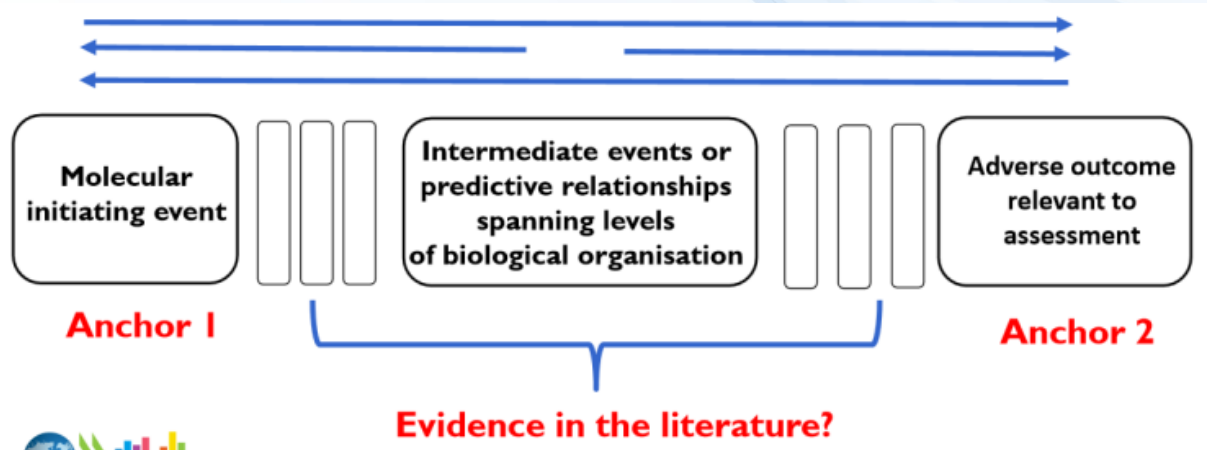 Molecular
initiating event
Intermediate events or
predictive relationships
spanning levels
of biological organisation
Adverse outcome
relevant to
assessment
Anchor 1
Anchor 2
Evidence in the literature?